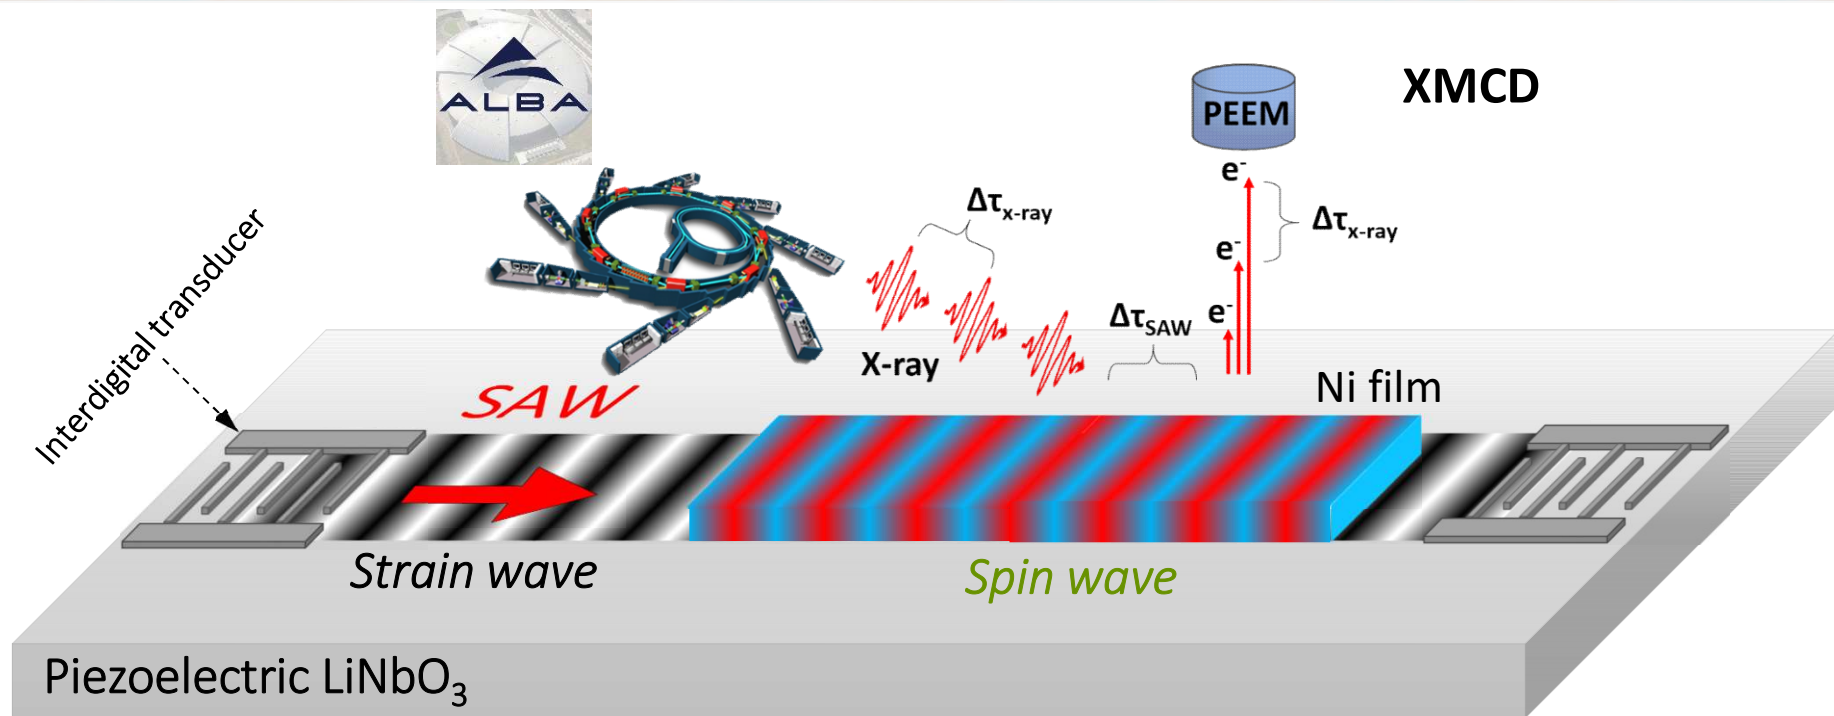 ALBA
XMCD
PEEM
e-
Δτx-ray
Δτx-ray
e-
e-
ΔτSAW
X-ray
Interdigital transducer
SAW
Ni film
Strain wave
Spin wave
Piezoelectric LiNbO3